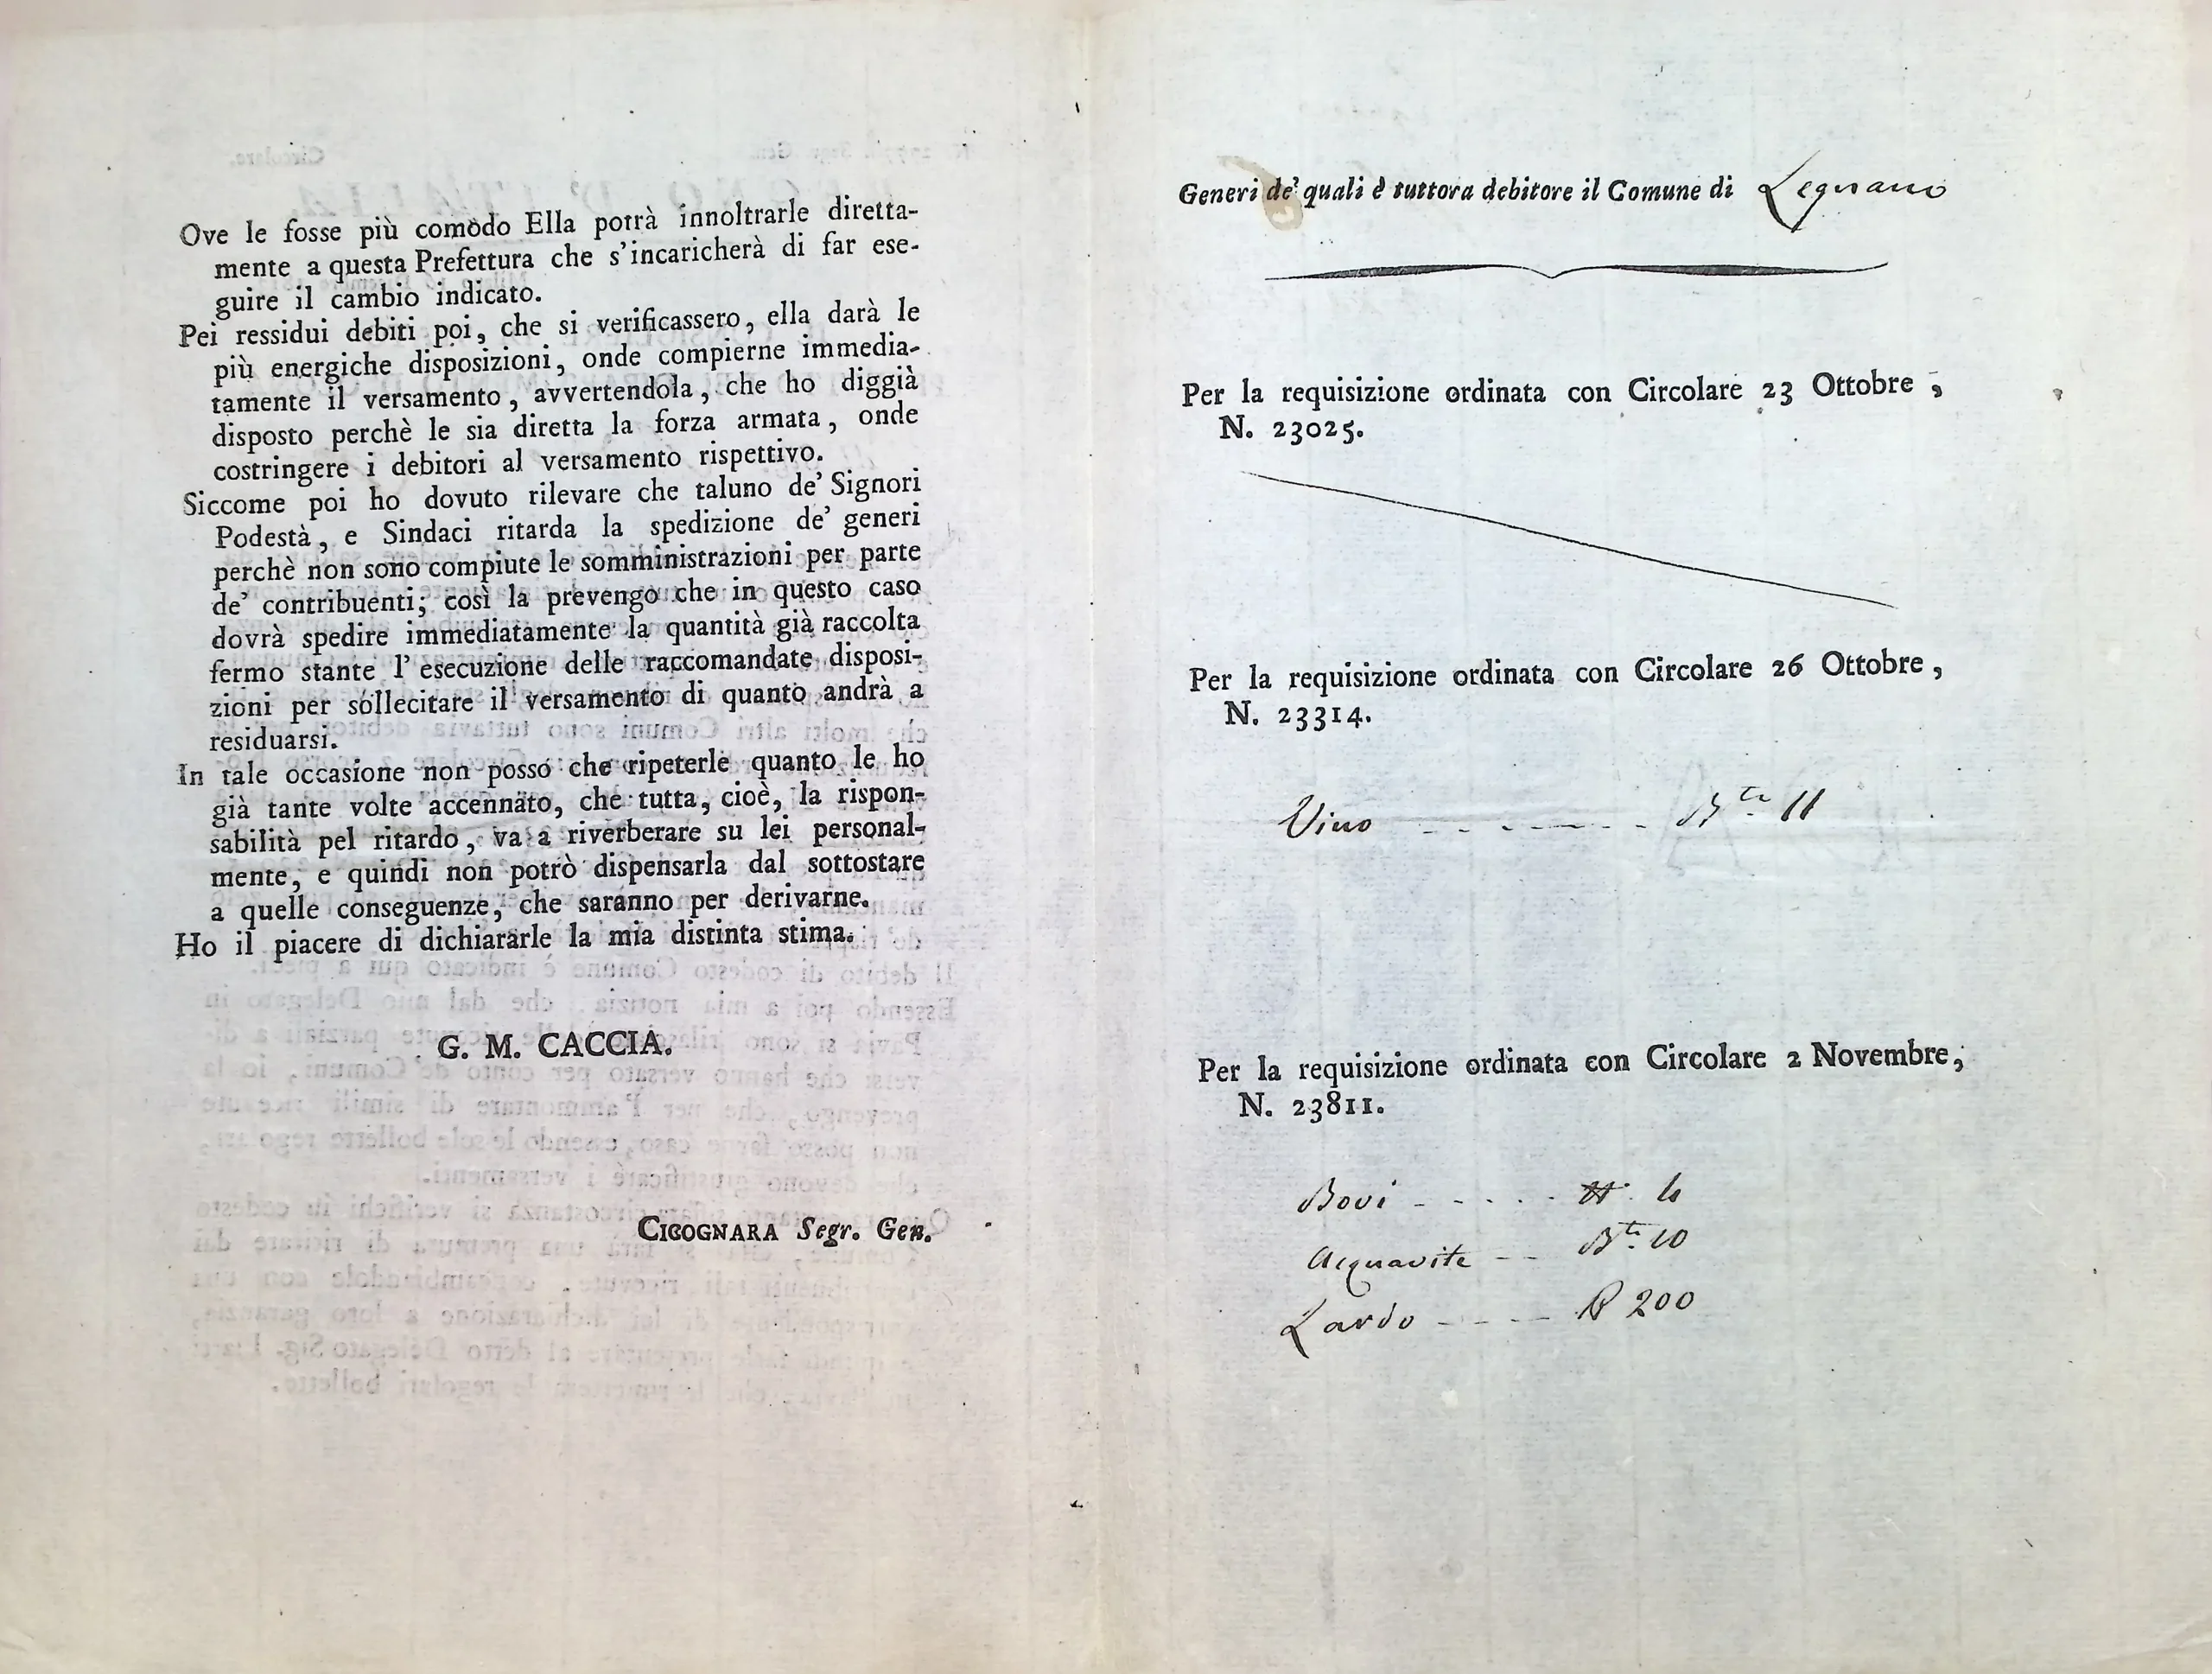 Ove le fosse più comodo Ella potrà innoltrarle diretta-
mente a questa Prefettura che s'incaricherà di far ese-
guire il cambio indicato.
Pei ressidui debiti poi, che si verificassero, ella darà le
più energiche disposizioni, onde compierne immedia-
tamente il versamento, avvertendola, che ho diggià
disposto perchè le sia diretta la forza armata, onde
costringere i debitori al versamento rispettivo.
Siccome poi ho dovuto rilevare che taluno de' Signori
Podestà, e Sindaci ritarda la spedizione de' generi
perchè non sono compiute le somministrazioni per parte
de' contribuenti; così la prevengo che in questo caso
dovrà spedire immediatamente la quantità già raccolta
fermo stante l' esecuzione delle raccomandate disposi-
zioni per sollecitare il versamento di quanto andrà a
residuarsi.
In tale occasione non posso che ripeterle quanto le ho
già tante volte accennato, che tutta, cioè, la rispon-
sabilità pel ritardo, va a riverberare su lei personal-
mente, e quindi non potrò dispensarla dal sottostare
a quelle conseguenze, che saranno per derivarne.
Ho il piacere di dichiararle la mia distinta stima.
G. M. CACCIA.
CICOGNARA Segr. Gen.
Generi de' quali è tuttora debitore il Comune di Legnano
Per la requisizione ordinata con Circolare 23 Ottobre,
N. 23025.
Per la requisizione ordinata con Circolare 26 Ottobre,
N. 23314.
Vino - - - - - - - B.te 11
Per la requisizione ordinata con Circolare 2 Novembre,
N. 23811.
Bovi - - - - - N. 4
Acquavite - - B.te 10
Lardo - - - - 200